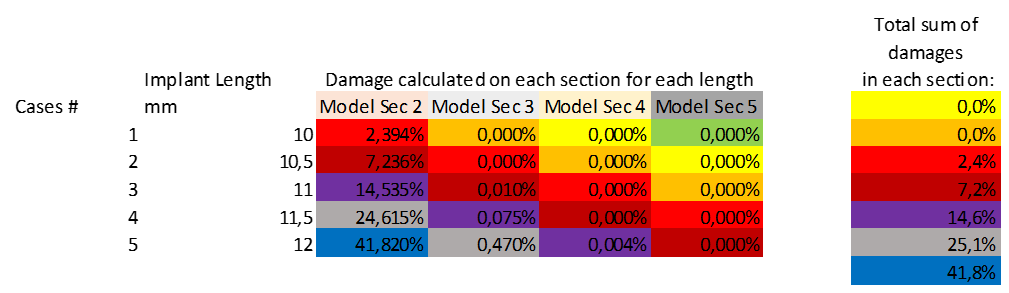 Total sum of
damages
Implant Length Damage calculated on each section for each length in each section:
Cases # mm Model Sec 2 Model Sec 3 Model Sec 4 Model Sec 5 0,0%
1 10 2,394% 0,000% 0,000% 0,000% 0,0%
2 10,5 7,236% 0,000% 0,000% 0,000% 2,4%
3 11 14,535% 0,010% 0,000% 0,000% 7,2%
4 11,5 24,615% 0,075% 0,000% 0,000% 14,6%
5 12 41,820% 0,470% 0,004% 0,000% 25,1%
41,8%